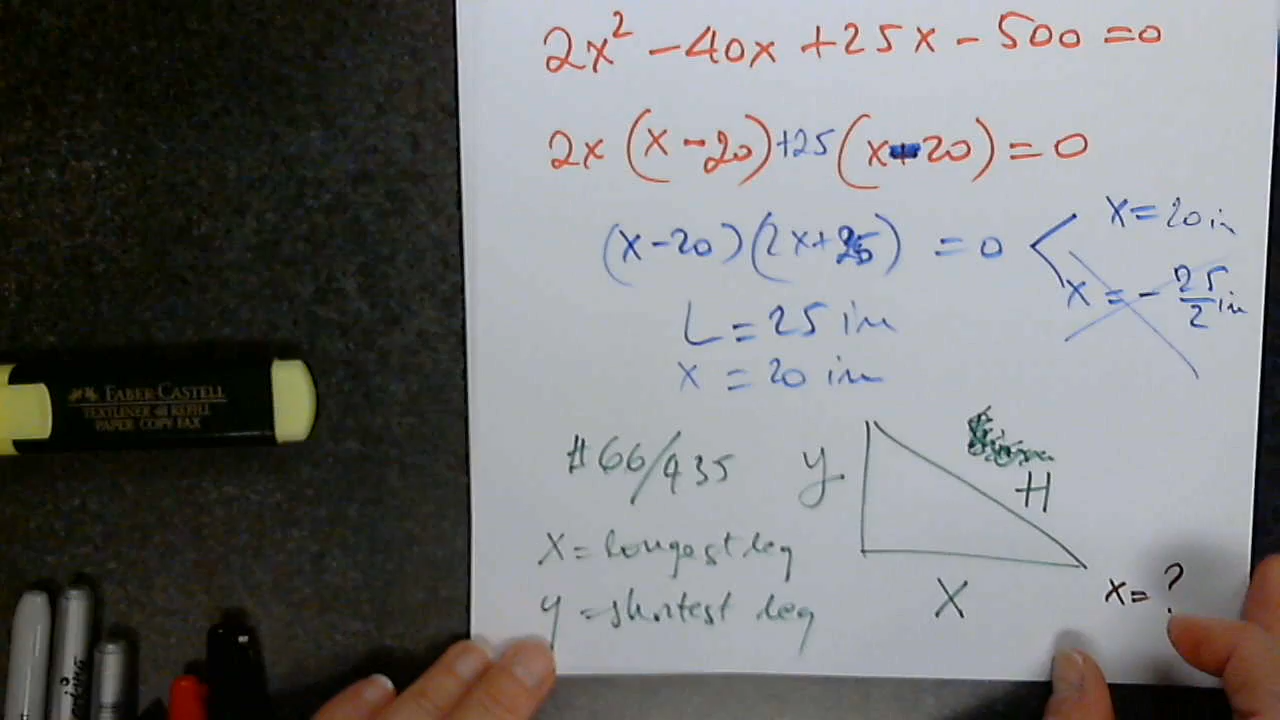 2x² - 40x + 25x - 500 = 0
2x (x - 20) + 25 (x - 20) = 0
(x - 20) (2x + 25) = 0
x = 20 in
x = - 25/2 in
L = 25 in
x = 20 in
#66/435
y
H
x = longest leg
y = shortest leg
X
x = ?
FABER-CASTELL
TEXTLINER 48 REFILL
PAPER COPY FAX